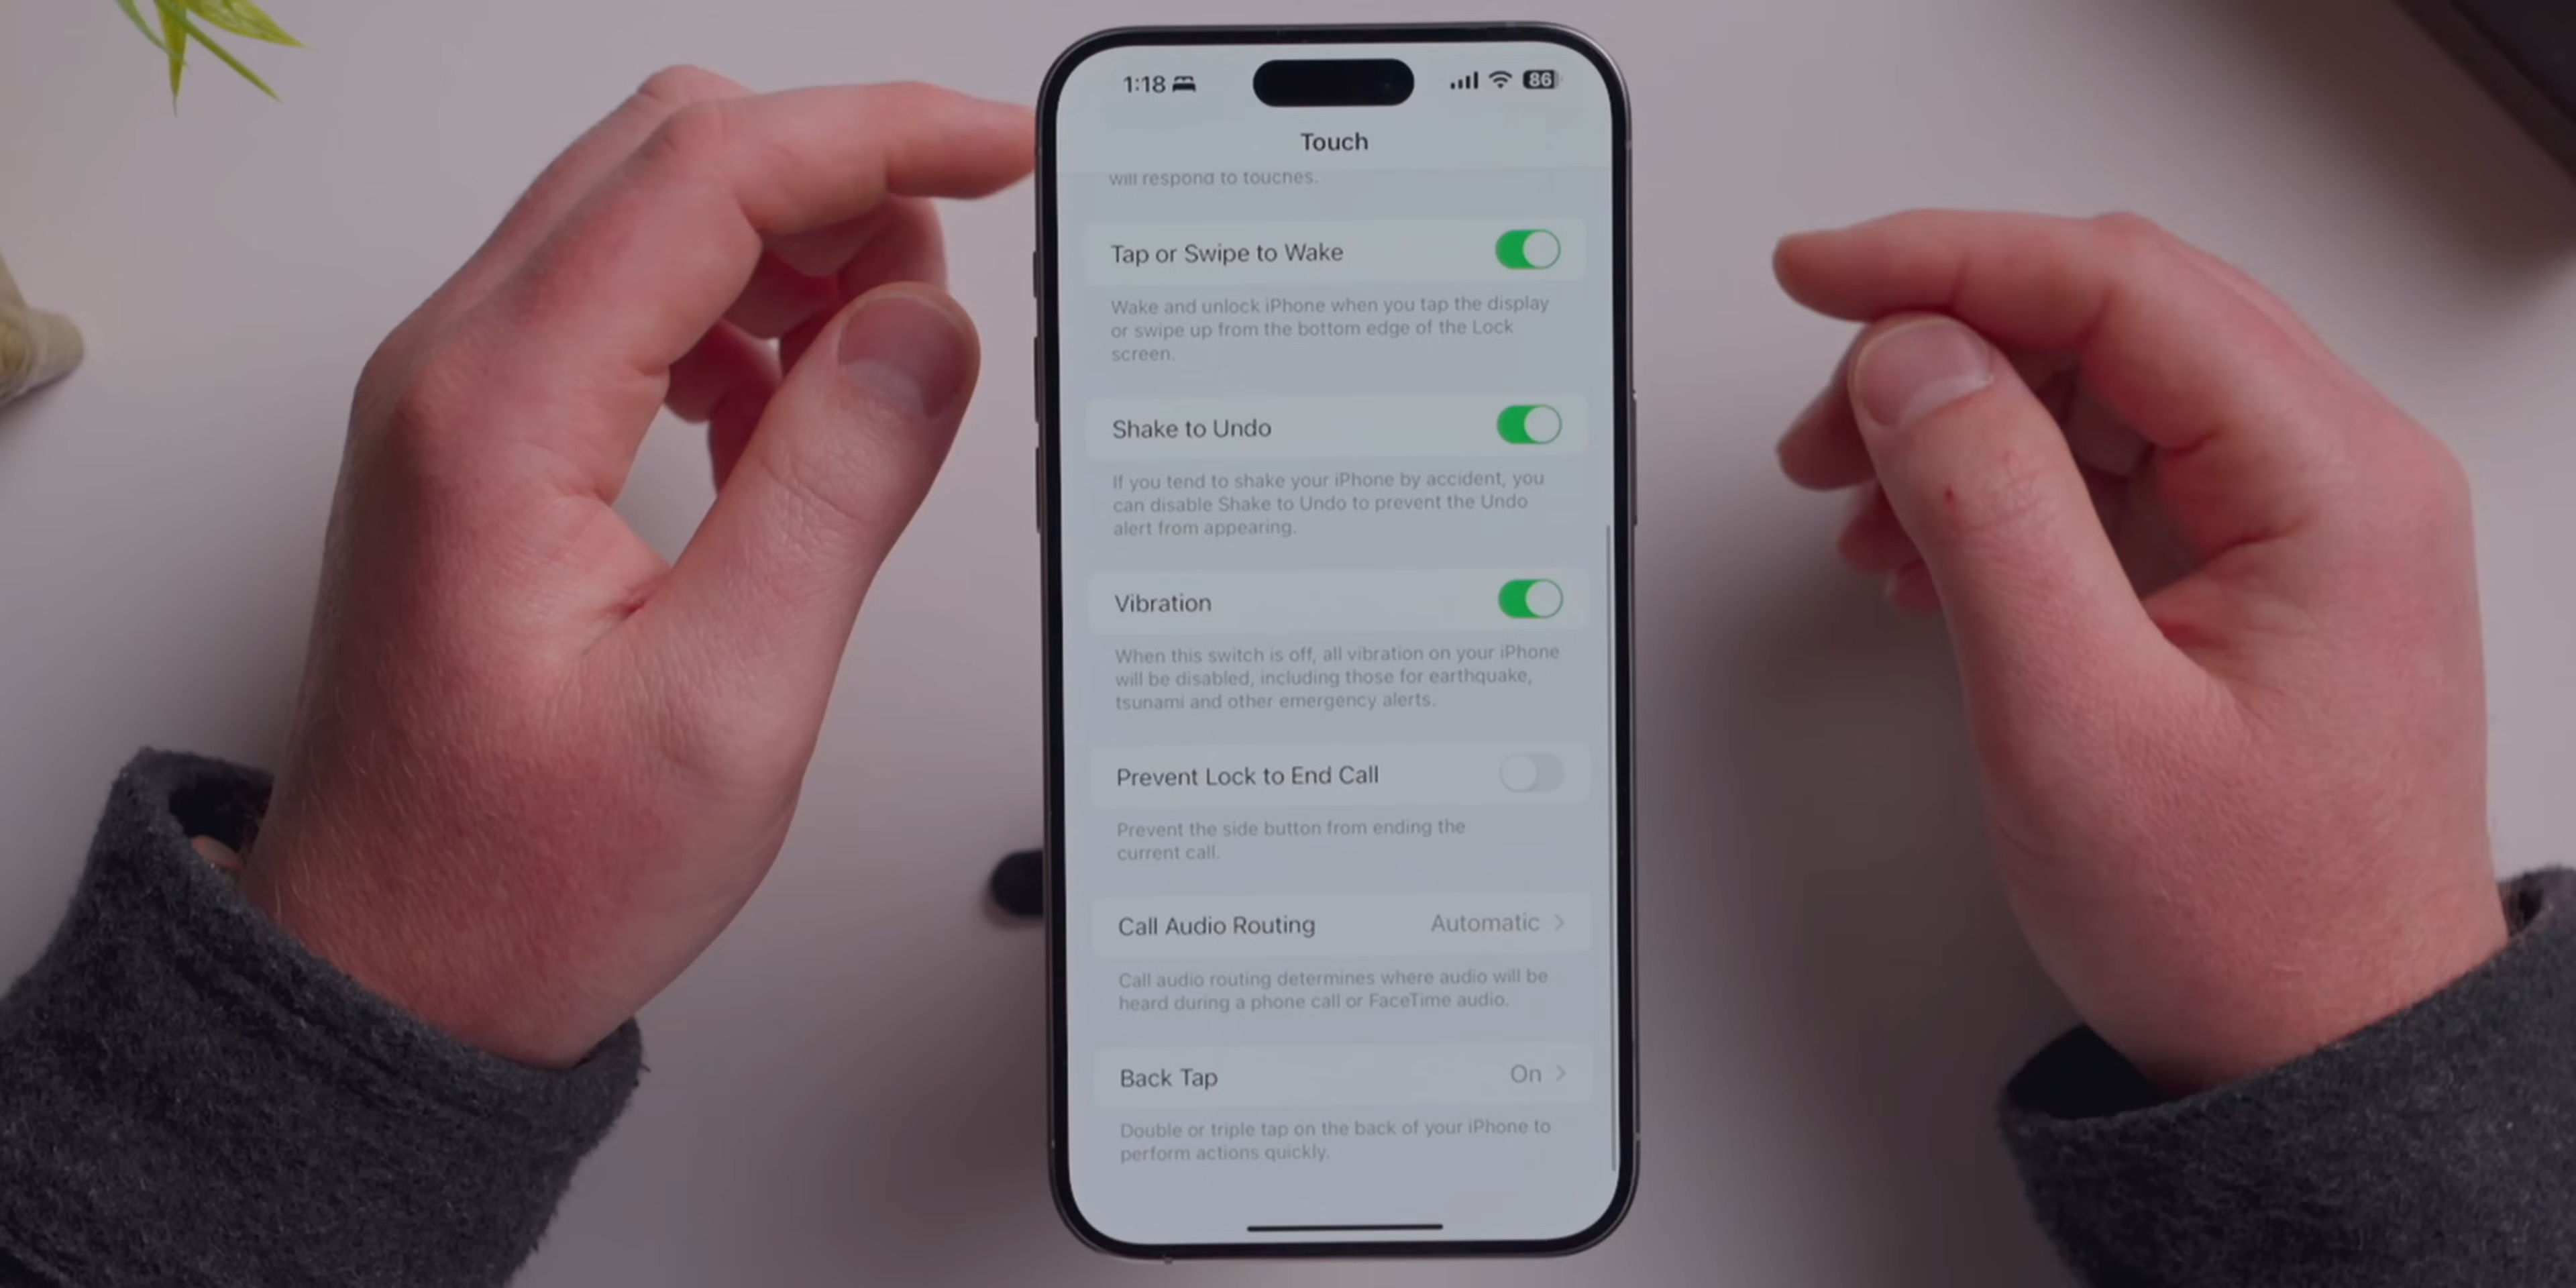 1:18 86
Touch
will respond to touches.
Tap or Swipe to Wake
Wake and unlock iPhone when you tap the display
or swipe up from the bottom edge of the Lock
screen.
Shake to Undo
If you tend to shake your iPhone by accident, you
can disable Shake to Undo to prevent the Undo
alert from appearing.
Vibration
When this switch is off, all vibration on your iPhone
will be disabled, including those for earthquake,
tsunami and other emergency alerts.
Prevent Lock to End Call
Prevent the side button from ending the
current call.
Call Audio Routing Automatic
Call audio routing determines where audio will be
heard during a phone call or FaceTime audio.
Back Tap On
Double or triple tap on the back of your iPhone to
perform actions quickly.